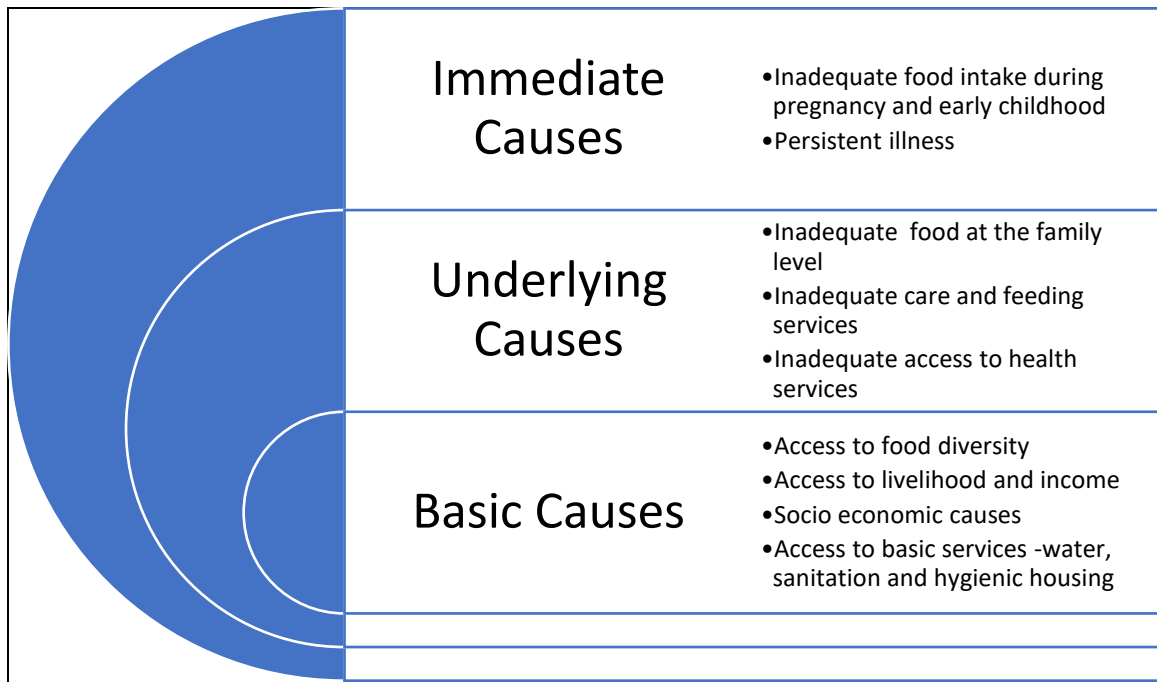 Immediate
Causes
•Inadequate food intake during
pregnancy and early childhood
•Persistent illness
Underlying
Causes
•Inadequate  food at the family
level
•Inadequate care and feeding
services
•Inadequate access to health
services
Basic Causes
•Access to food diversity
•Access to livelihood and income
•Socio economic causes
•Access to basic services -water,
sanitation and hygienic housing